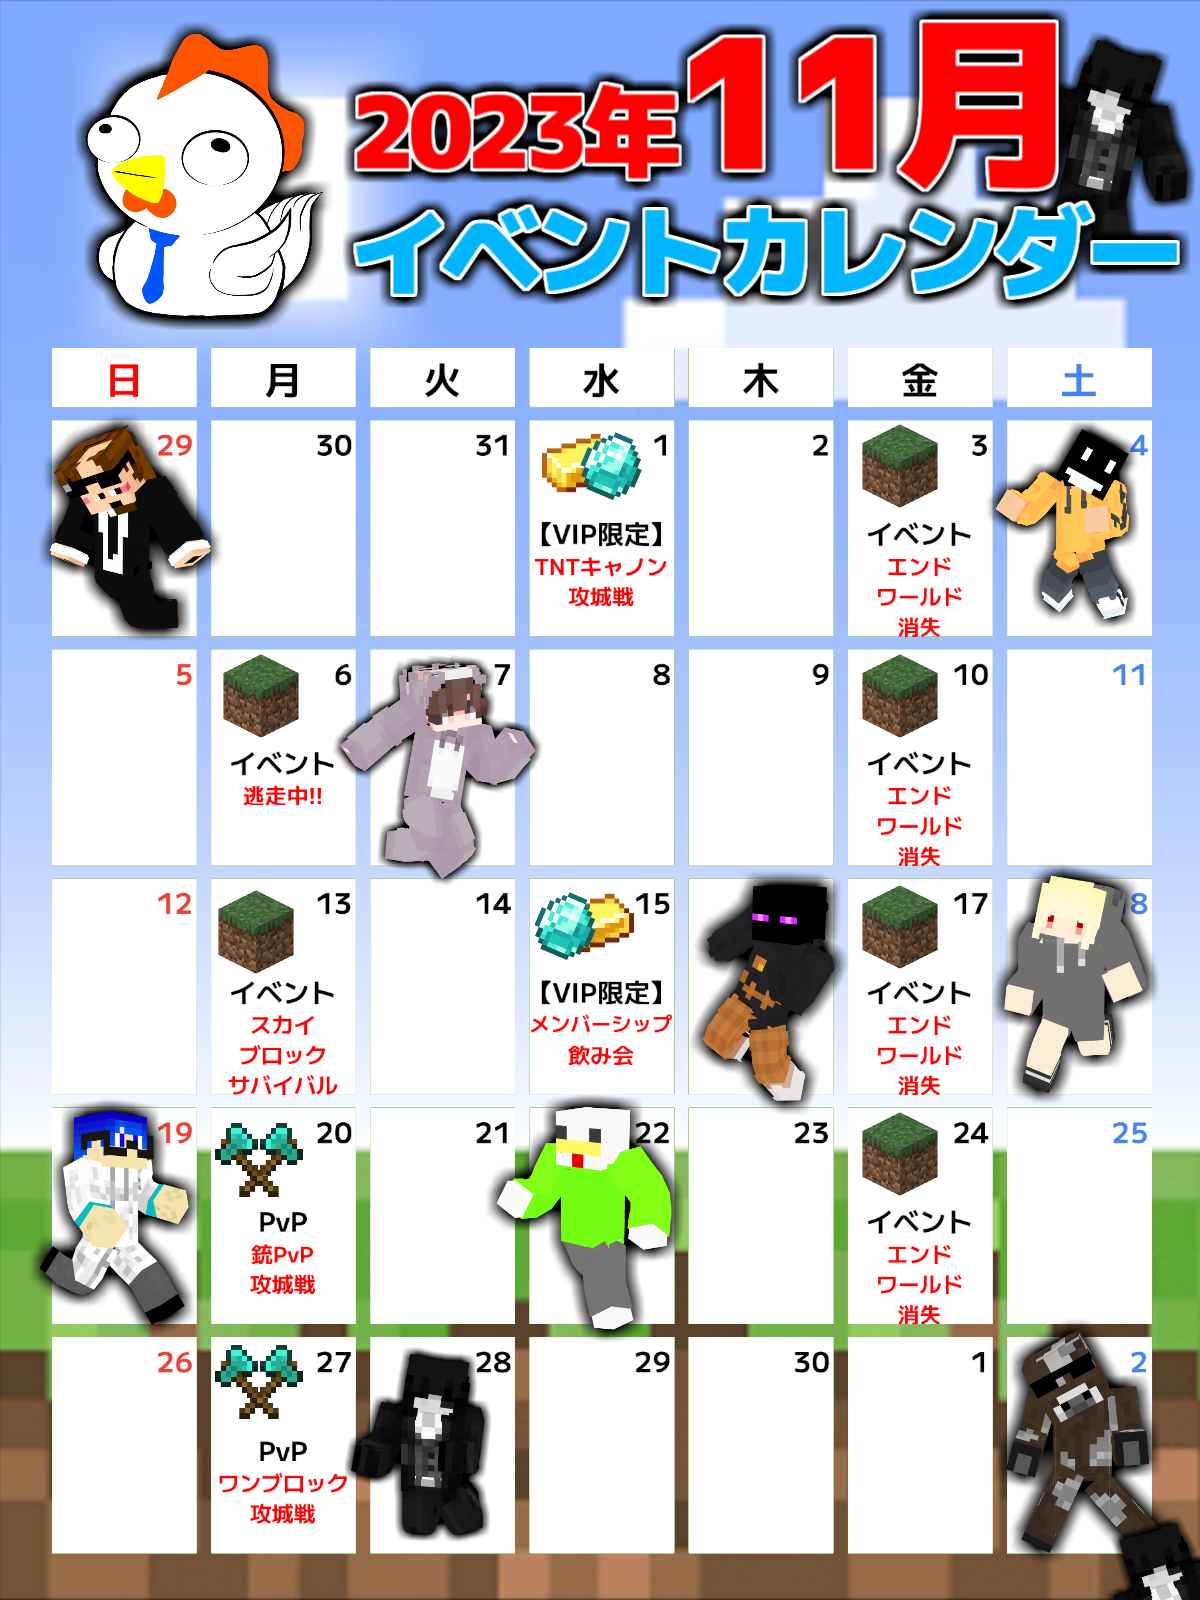 2023年11月
イベントカレンダー
日 月 火 水 木 金 土
29 30 31 1 2 3 4
【VIP限定】
TNTキャノン
攻城戦
イベント
エンド
ワールド
消失
5 6 7 8 9 10 11
イベント
逃走中!!
イベント
エンド
ワールド
消失
12 13 14 15 17 8
イベント
スカイ
ブロック
サバイバル
【VIP限定】
メンバーシップ
飲み会
イベント
エンド
ワールド
消失
19 20 21 22 23 24 25
PvP
銃PvP
攻城戦
イベント
エンド
ワールド
消失
26 27 28 29 30 1 2
PvP
ワンブロック
攻城戦